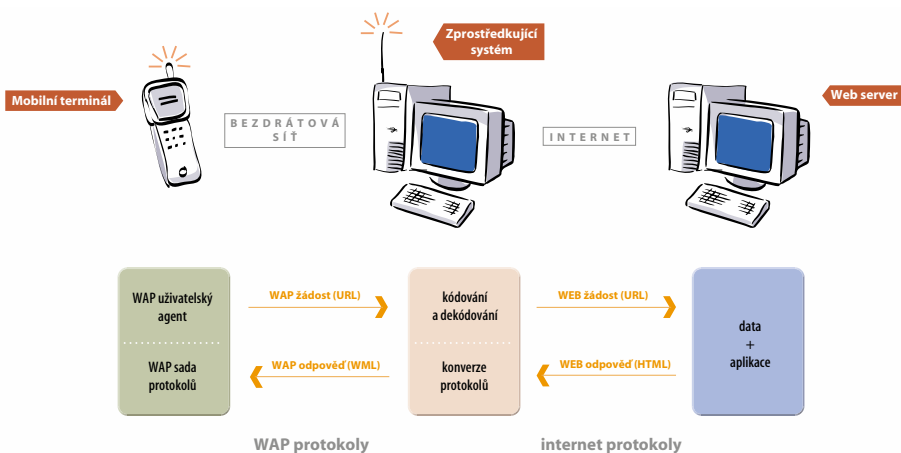 Zprostředkující
systém
Mobilní terminál
Web server
BEZDRÁTOVÁ
SÍŤ
INTERNET
WAP uživatelský
agent
WAP sada
protokolů
WAP žádost (URL)
WAP odpověď (WML)
kódování
a dekódování
konverze
protokolů
WEB žádost (URL)
WEB odpověď (HTML)
data
+
aplikace
WAP protokoly
internet protokoly